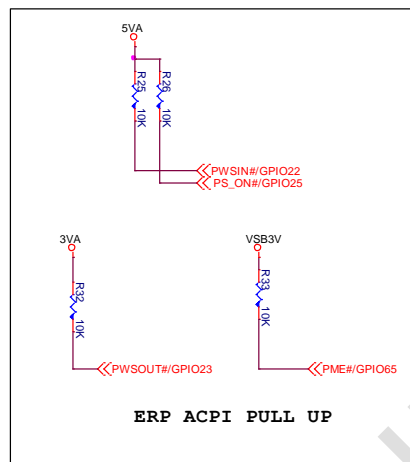 5VA
R25
10K
R26
10K
PWSIN#/GPIO22
PS_ON#/GPIO25
3VA
VSB3V
R32
10K
R33
10K
PWSOUT#/GPIO23
PME#/GPIO65
ERP ACPI PULL UP